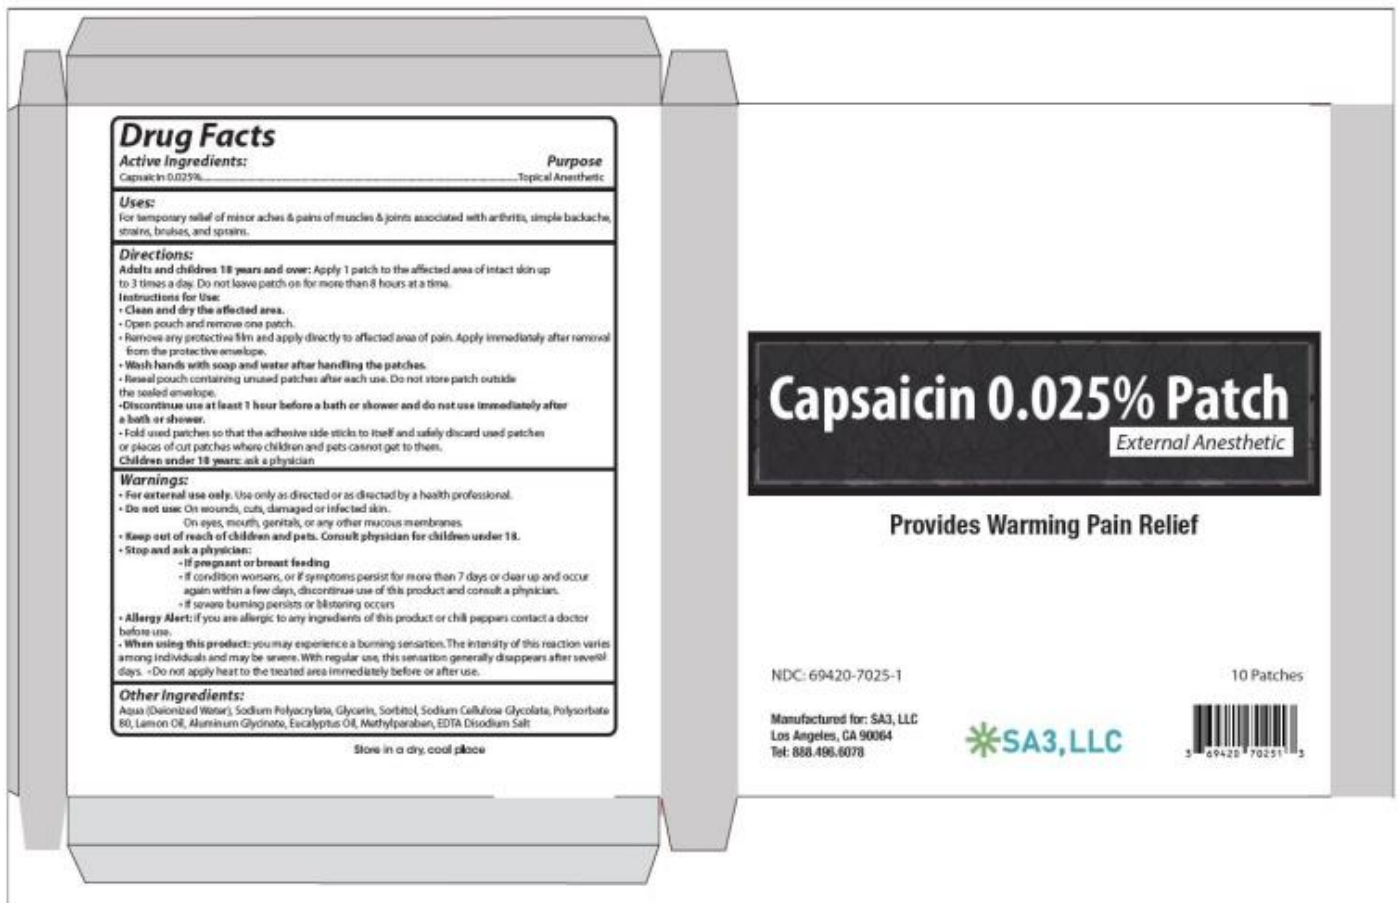 Drug Facts
Active Ingredients: Purpose
Capsaicin 0.025%......Topical Anesthetic
Uses:
For temporary relief of minor aches & pains of muscles & joints associated with arthritis, simple backache,
strains, bruises, and sprains.
Directions:
Adults and children 18 years and over: Apply 1 patch to the affected area of intact skin up
to 3 times a day. Do not leave patch on for more than 8 hours at a time.
Instructions for Use:
• Clean and dry the affected area.
• Open pouch and remove one patch.
• Remove any protective film and apply directly to affected area of pain. Apply immediately after removal
from the protective envelope.
• Wash hands with soap and water after handling the patches.
• Reseal pouch containing unused patches after each use. Do not store patch outside
the sealed envelope.
•Discontinue use at least 1 hour before a bath or shower and do not use immediately after
a bath or shower.
• Fold used patches so that the adhesive side sticks to itself and safely discard used patches
or pieces of cut patches where children and pets cannot get to them.
Children under 18 years: ask a physician
Warnings:
• For external use only. Use only as directed or as directed by a health professional.
• Do not use: On wounds, cuts, damaged or infected skin.
On eyes, mouth, genitals, or any other mucous membranes.
• Keep out of reach of children and pets. Consult physician for children under 18.
• Stop and ask a physician:
• If pregnant or breast feeding
• If condition worsens, or if symptoms persist for more than 7 days or clear up and occur
again within a few days, discontinue use of this product and consult a physician.
• If severe burning persists or blistering occurs
• Allergy Alert: if you are allergic to any ingredients of this product or chili peppers contact a doctor
before use.
• When using this product: you may experience a burning sensation. The intensity of this reaction varies
among individuals and may be severe. With regular use, this sensation generally disappears after several
days. • Do not apply heat to the treated area immediately before or after use.
Other Ingredients:
Aqua (Deionized Water), Sodium Polyacrylate, Glycerin, Sorbitol, Sodium Cellulose Glycolate, Polysorbate
80, Lemon Oil, Aluminum Glycinate, Eucalyptus Oil, Methylparaben, EDTA Disodium Salt
Store in a dry, cool place
Capsaicin 0.025% Patch
External Anesthetic
Provides Warming Pain Relief
NDC: 69420-7025-1 10 Patches
Manufactured for: SA3, LLC
Los Angeles, CA 90064
Tel: 888.496.6078
SA3, LLC
3 69420 70251 3